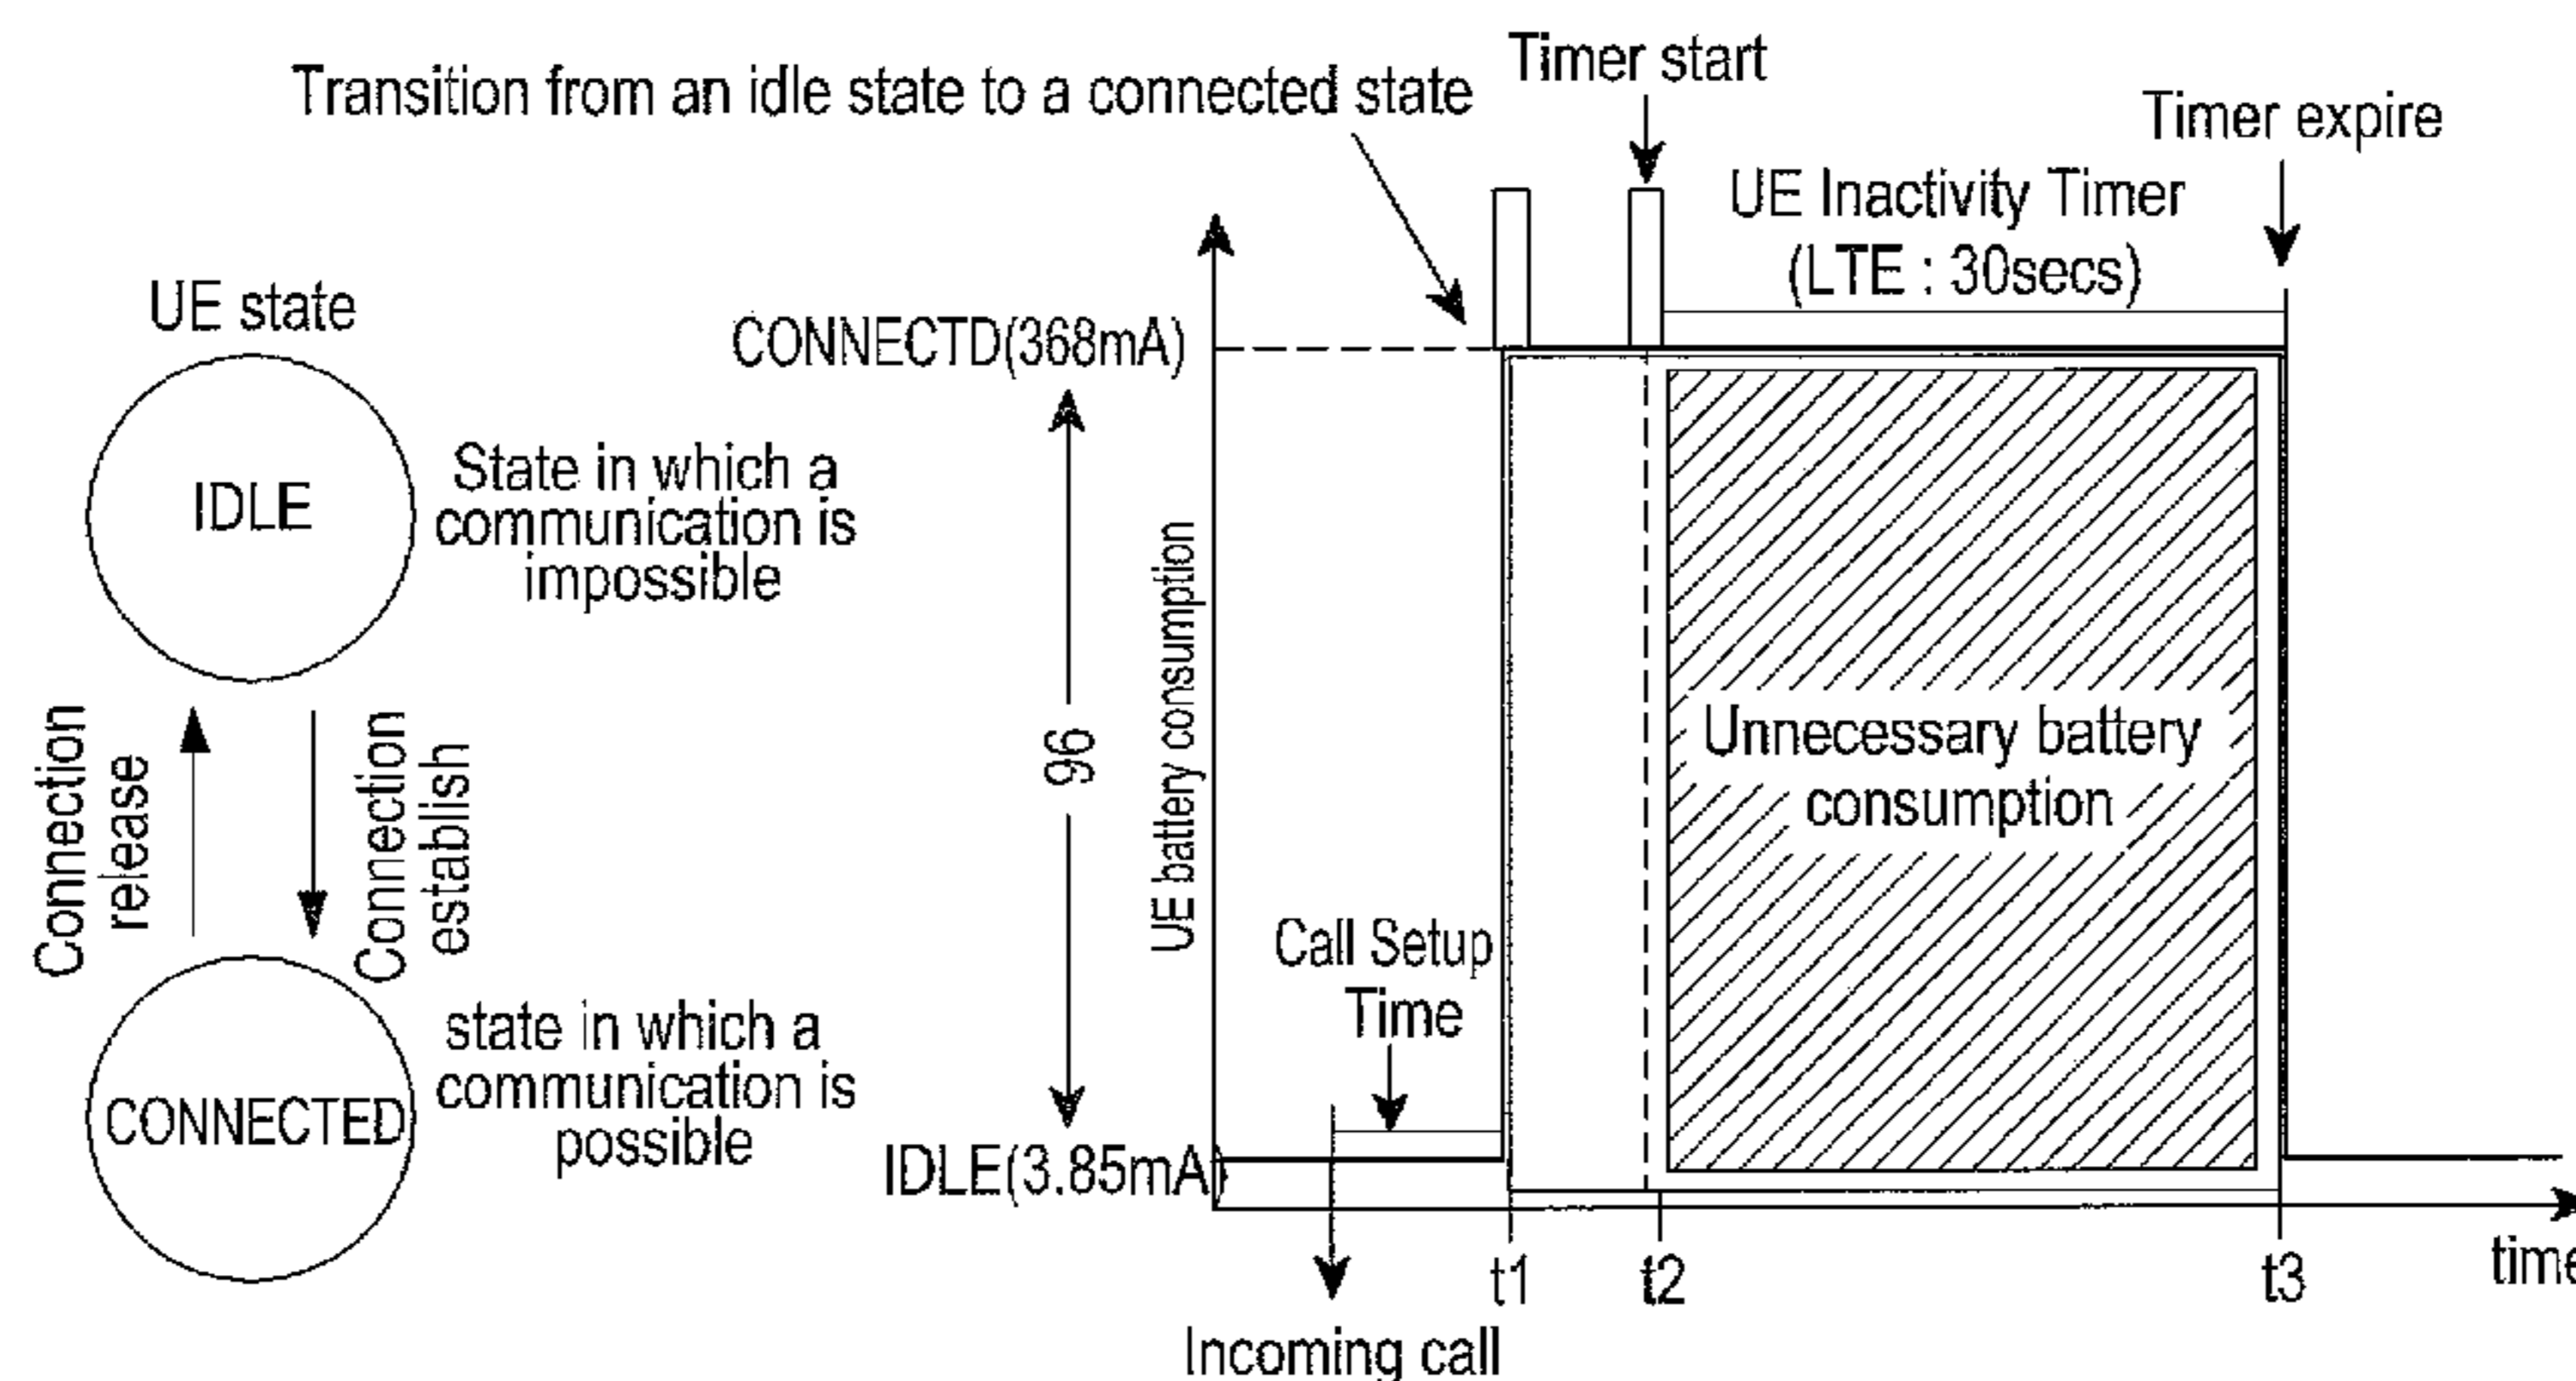 Transition from an idle state to a connected state
Timer start
Timer expire
UE Inactivity Timer
(LTE : 30secs)
UE state
IDLE
State in which a
communication is
impossible
Connection
release
Connection
establish
CONNECTED
state in which a
communication is
possible
CONNECTD(368mA)
96
IDLE(3.85mA)
UE battery consumption
Call Setup
Time
Unnecessary battery
consumption
t1
t2
t3
time
Incoming call